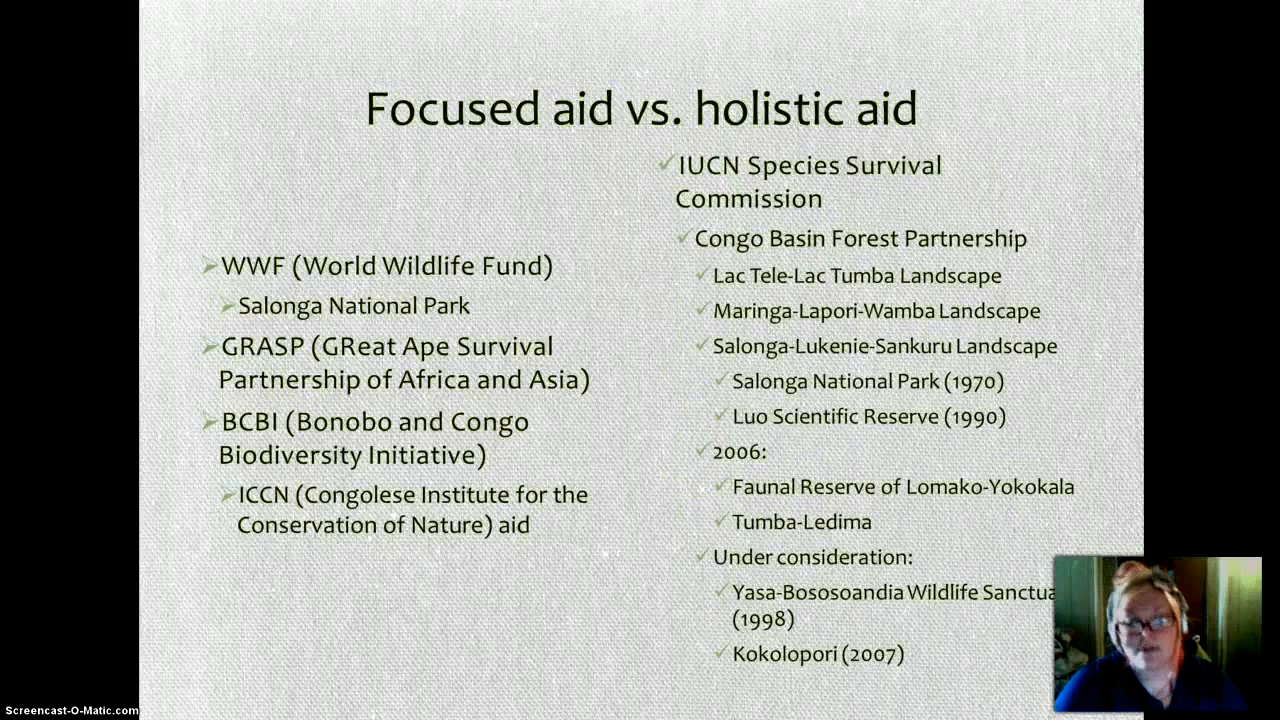 Focused aid vs. holistic aid
WWF (World Wildlife Fund)
Salonga National Park
GRASP (GReat Ape Survival
Partnership of Africa and Asia)
BCBI (Bonobo and Congo
Biodiversity Initiative)
ICCN (Congolese Institute for the
Conservation of Nature) aid
IUCN Species Survival
Commission
Congo Basin Forest Partnership
Lac Tele-Lac Tumba Landscape
Maringa-Lapori-Wamba Landscape
Salonga-Lukenie-Sankuru Landscape
Salonga National Park (1970)
Luo Scientific Reserve (1990)
2006:
Faunal Reserve of Lomako-Yokokala
Tumba-Ledima
Under consideration:
Yasa-Bososoandia Wildlife Sanctua
(1998)
Kokolopori (2007)
Screencast-O-Matic.com